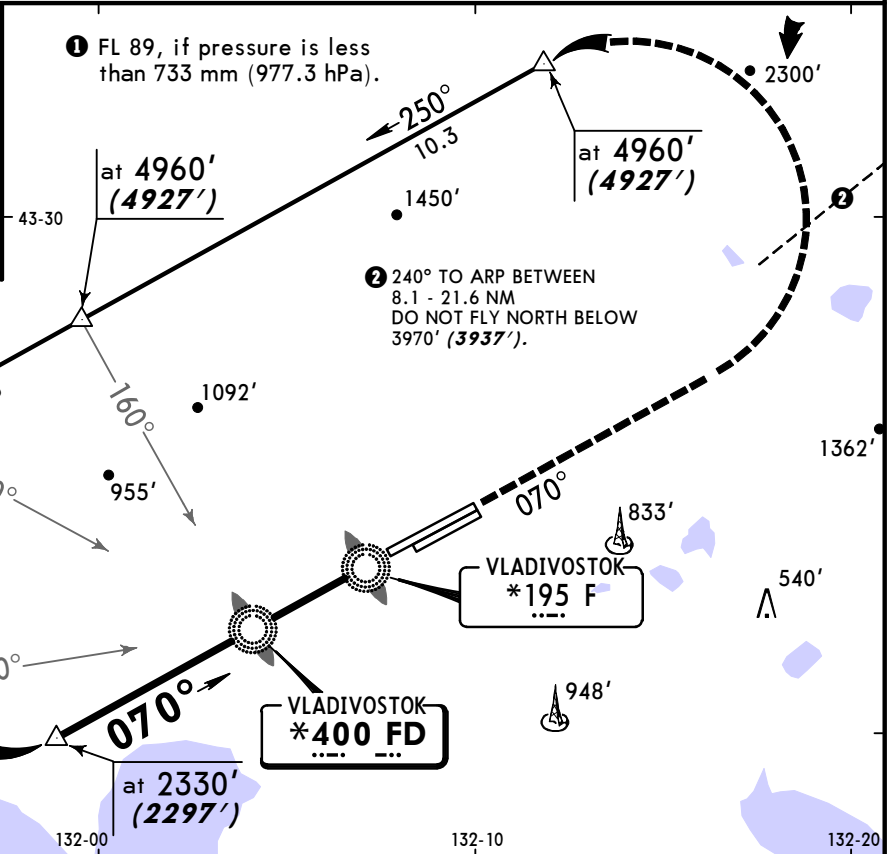 ❶ FL 89, if pressure is less
than 733 mm (977.3 hPa).
2300′
250°
10.3
at 4960′
(4927′)
at 4960′
(4927′)
43-30
1450′
❷
❷ 240° TO ARP BETWEEN
8.1 - 21.6 NM
DO NOT FLY NORTH BELOW
3970′ (3937′).
160°
1092′
955′
1362′
070°
833′
VLADIVOSTOK
*195 F
540′
0°
070°
VLADIVOSTOK
*400 FD
948′
at 2330′
(2297′)
132-00
132-10
132-20